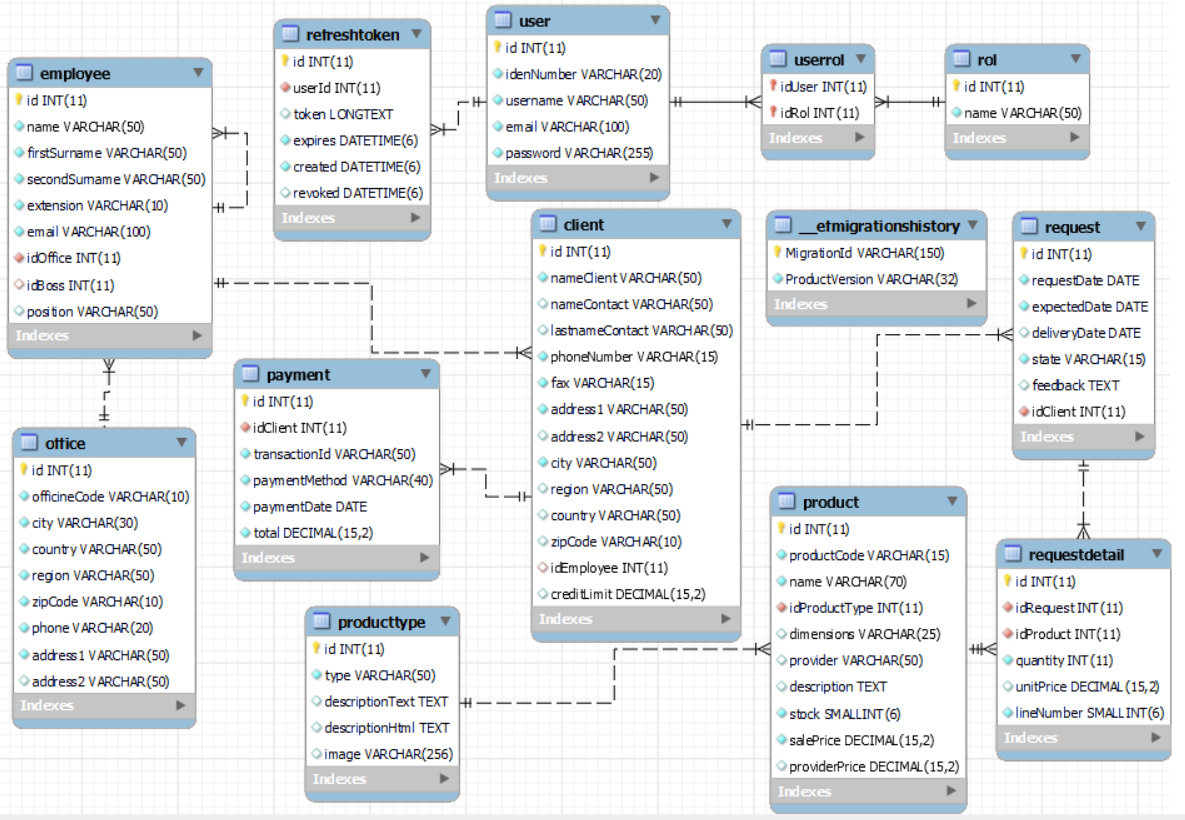 employee
id INT(11)
name VARCHAR(50)
firstSurname VARCHAR(50)
secondSurname VARCHAR(50)
extension VARCHAR(10)
email VARCHAR(100)
idOffice INT(11)
idBoss INT(11)
position VARCHAR(50)
Indexes
refreshtoken
id INT(11)
userId INT(11)
token LONGTEXT
expires DATETIME(6)
created DATETIME(6)
revoked DATETIME(6)
Indexes
user
id INT(11)
idenNumber VARCHAR(20)
username VARCHAR(50)
email VARCHAR(100)
password VARCHAR(255)
Indexes
userrol
idUser INT(11)
idRol INT(11)
Indexes
rol
id INT(11)
name VARCHAR(50)
Indexes
client
id INT(11)
nameClient VARCHAR(50)
nameContact VARCHAR(50)
lastnameContact VARCHAR(50)
phoneNumber VARCHAR(15)
fax VARCHAR(15)
address1 VARCHAR(50)
address2 VARCHAR(50)
city VARCHAR(50)
region VARCHAR(50)
country VARCHAR(50)
zipCode VARCHAR(10)
idEmployee INT(11)
creditLimit DECIMAL(15,2)
Indexes
__efmigrationshistory
MigrationId VARCHAR(150)
ProductVersion VARCHAR(32)
Indexes
request
id INT(11)
requestDate DATE
expectedDate DATE
deliveryDate DATE
state VARCHAR(15)
feedback TEXT
idClient INT(11)
Indexes
payment
id INT(11)
idClient INT(11)
transactionId VARCHAR(50)
paymentMethod VARCHAR(40)
paymentDate DATE
total DECIMAL(15,2)
Indexes
office
id INT(11)
officineCode VARCHAR(10)
city VARCHAR(30)
country VARCHAR(50)
region VARCHAR(50)
zipCode VARCHAR(10)
phone VARCHAR(20)
address1 VARCHAR(50)
address2 VARCHAR(50)
Indexes
producttype
id INT(11)
type VARCHAR(50)
descriptionText TEXT
descriptionHtml TEXT
image VARCHAR(256)
Indexes
product
id INT(11)
productCode VARCHAR(15)
name VARCHAR(70)
idProductType INT(11)
dimensions VARCHAR(25)
provider VARCHAR(50)
description TEXT
stock SMALLINT(6)
salePrice DECIMAL(15,2)
providerPrice DECIMAL(15,2)
Indexes
requestdetail
id INT(11)
idRequest INT(11)
idProduct INT(11)
quantity INT(11)
unitPrice DECIMAL(15,2)
lineNumber SMALLINT(6)
Indexes